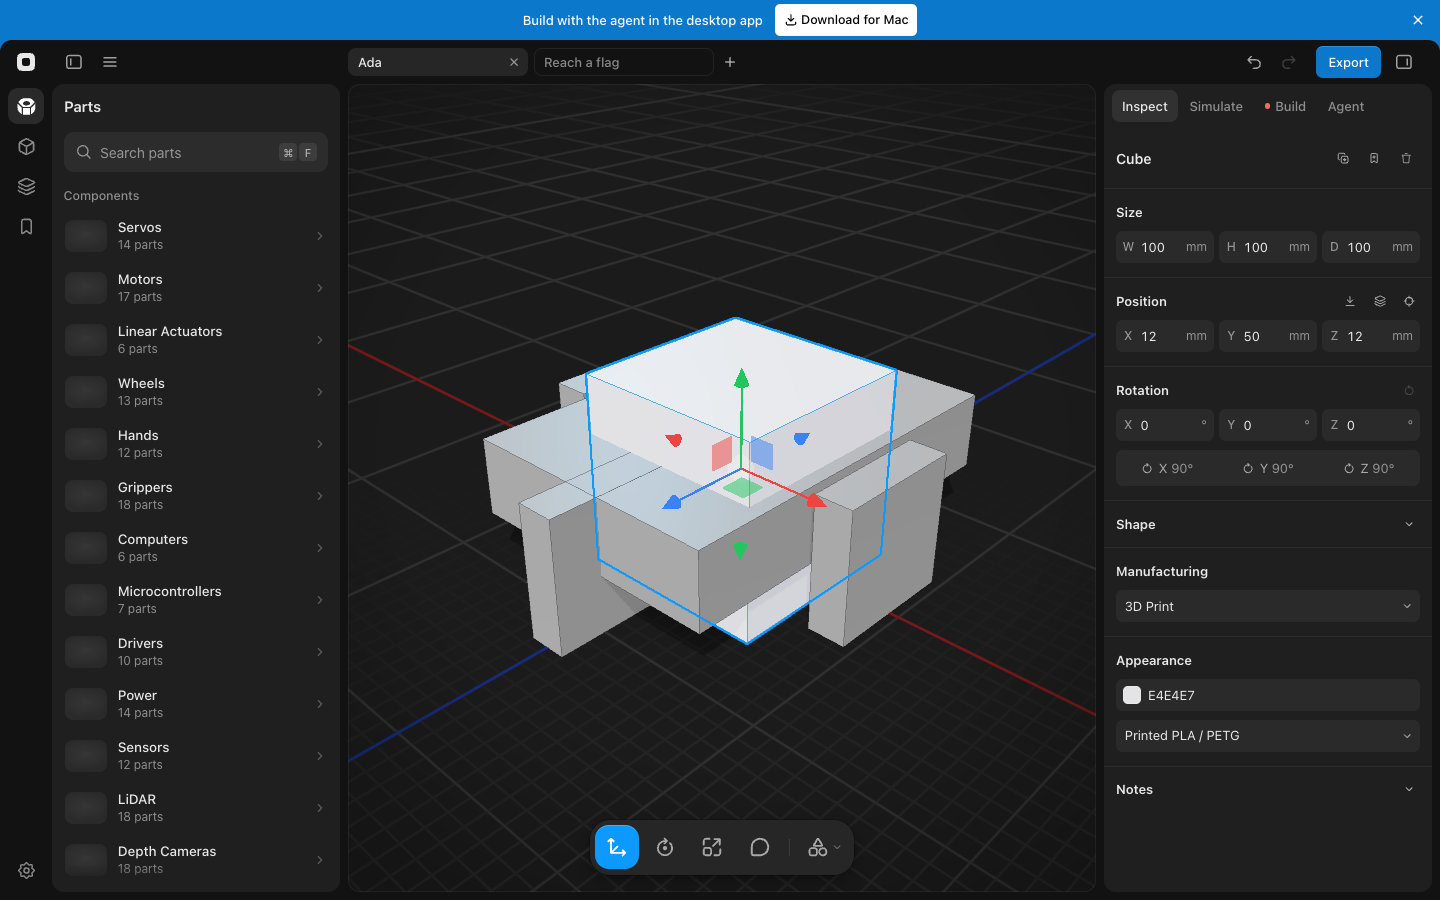 Build with the agent in the desktop app
Download for Mac
Ada
Reach a flag
Export
Parts
Search parts
⌘ F
Components
Servos
14 parts
Motors
17 parts
Linear Actuators
6 parts
Wheels
13 parts
Hands
12 parts
Grippers
18 parts
Computers
6 parts
Microcontrollers
7 parts
Drivers
10 parts
Power
14 parts
Sensors
12 parts
LiDAR
18 parts
Depth Cameras
18 parts
Inspect
Simulate
Build
Agent
Cube
Size
W 100 mm
H 100 mm
D 100 mm
Position
X 12 mm
Y 50 mm
Z 12 mm
Rotation
X 0 °
Y 0 °
Z 0 °
X 90°
Y 90°
Z 90°
Shape
Manufacturing
3D Print
Appearance
E4E4E7
Printed PLA / PETG
Notes